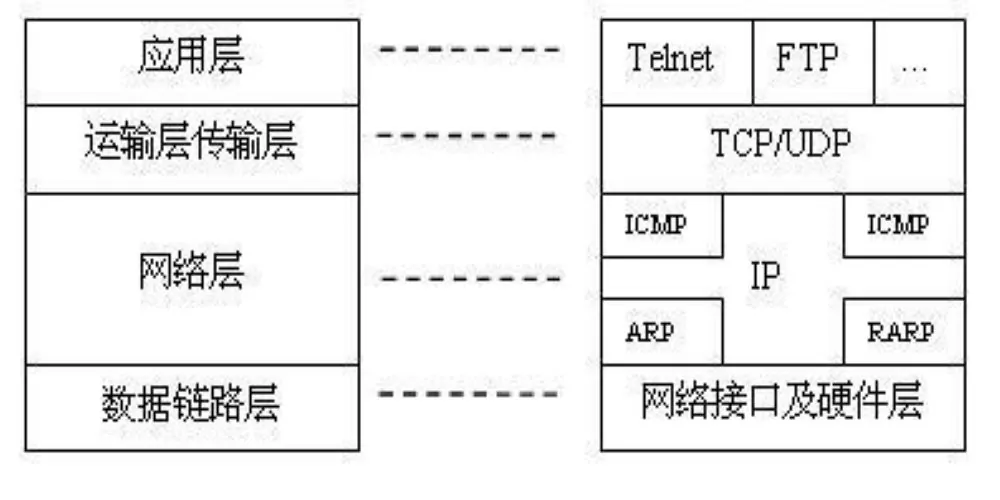 应用层
Telnet FTP ...
运输层传输层
TCP/UDP
ICMP ICMP
网络层
IP
ARP RARP
数据链路层
网络接口及硬件层